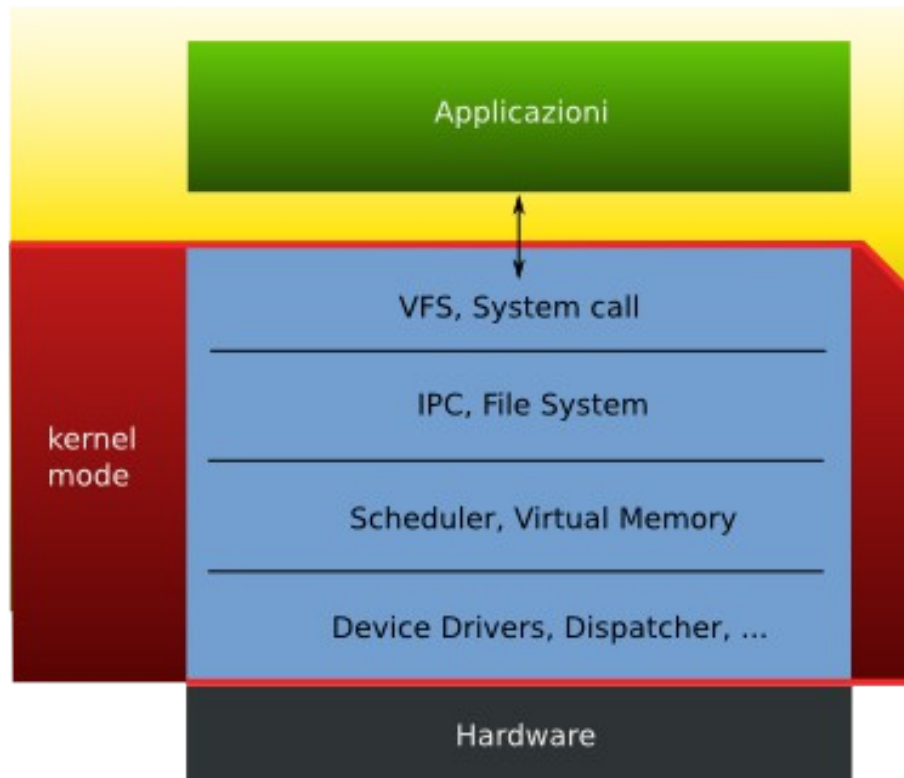 Applicazioni
VFS, System call
IPC, File System
kernel
mode
Scheduler, Virtual Memory
Device Drivers, Dispatcher, ...
Hardware